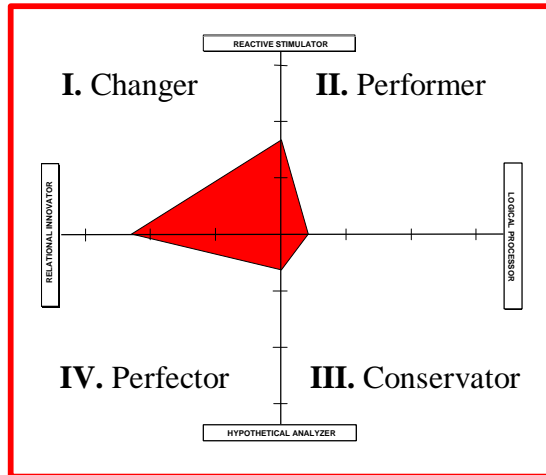 REACTIVE STIMULATOR
I. Changer
II. Performer
RELATIONAL INNOVATOR
LOGICAL PROCESSOR
IV. Perfector
III. Conservator
HYPOTHETICAL ANALYZER